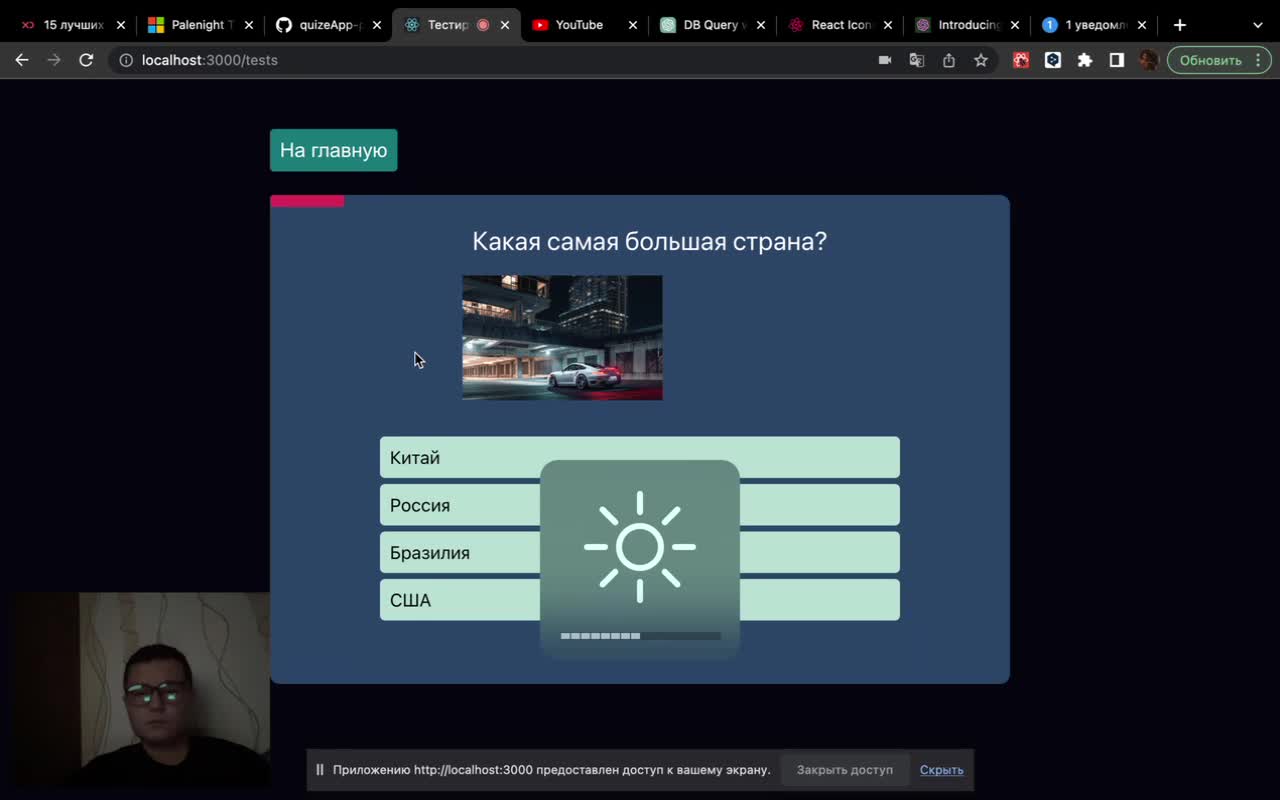 15 лучших
Palenight T
quizeApp-
Тестир
YouTube
DB Query
React Icon
Introducing
1 уведомл
localhost:3000/tests
Обновить
На главную
Какая самая большая страна?
Китай
Россия
Бразилия
США
Приложению http://localhost:3000 предоставлен доступ к вашему экрану.
Закрыть доступ
Скрыть